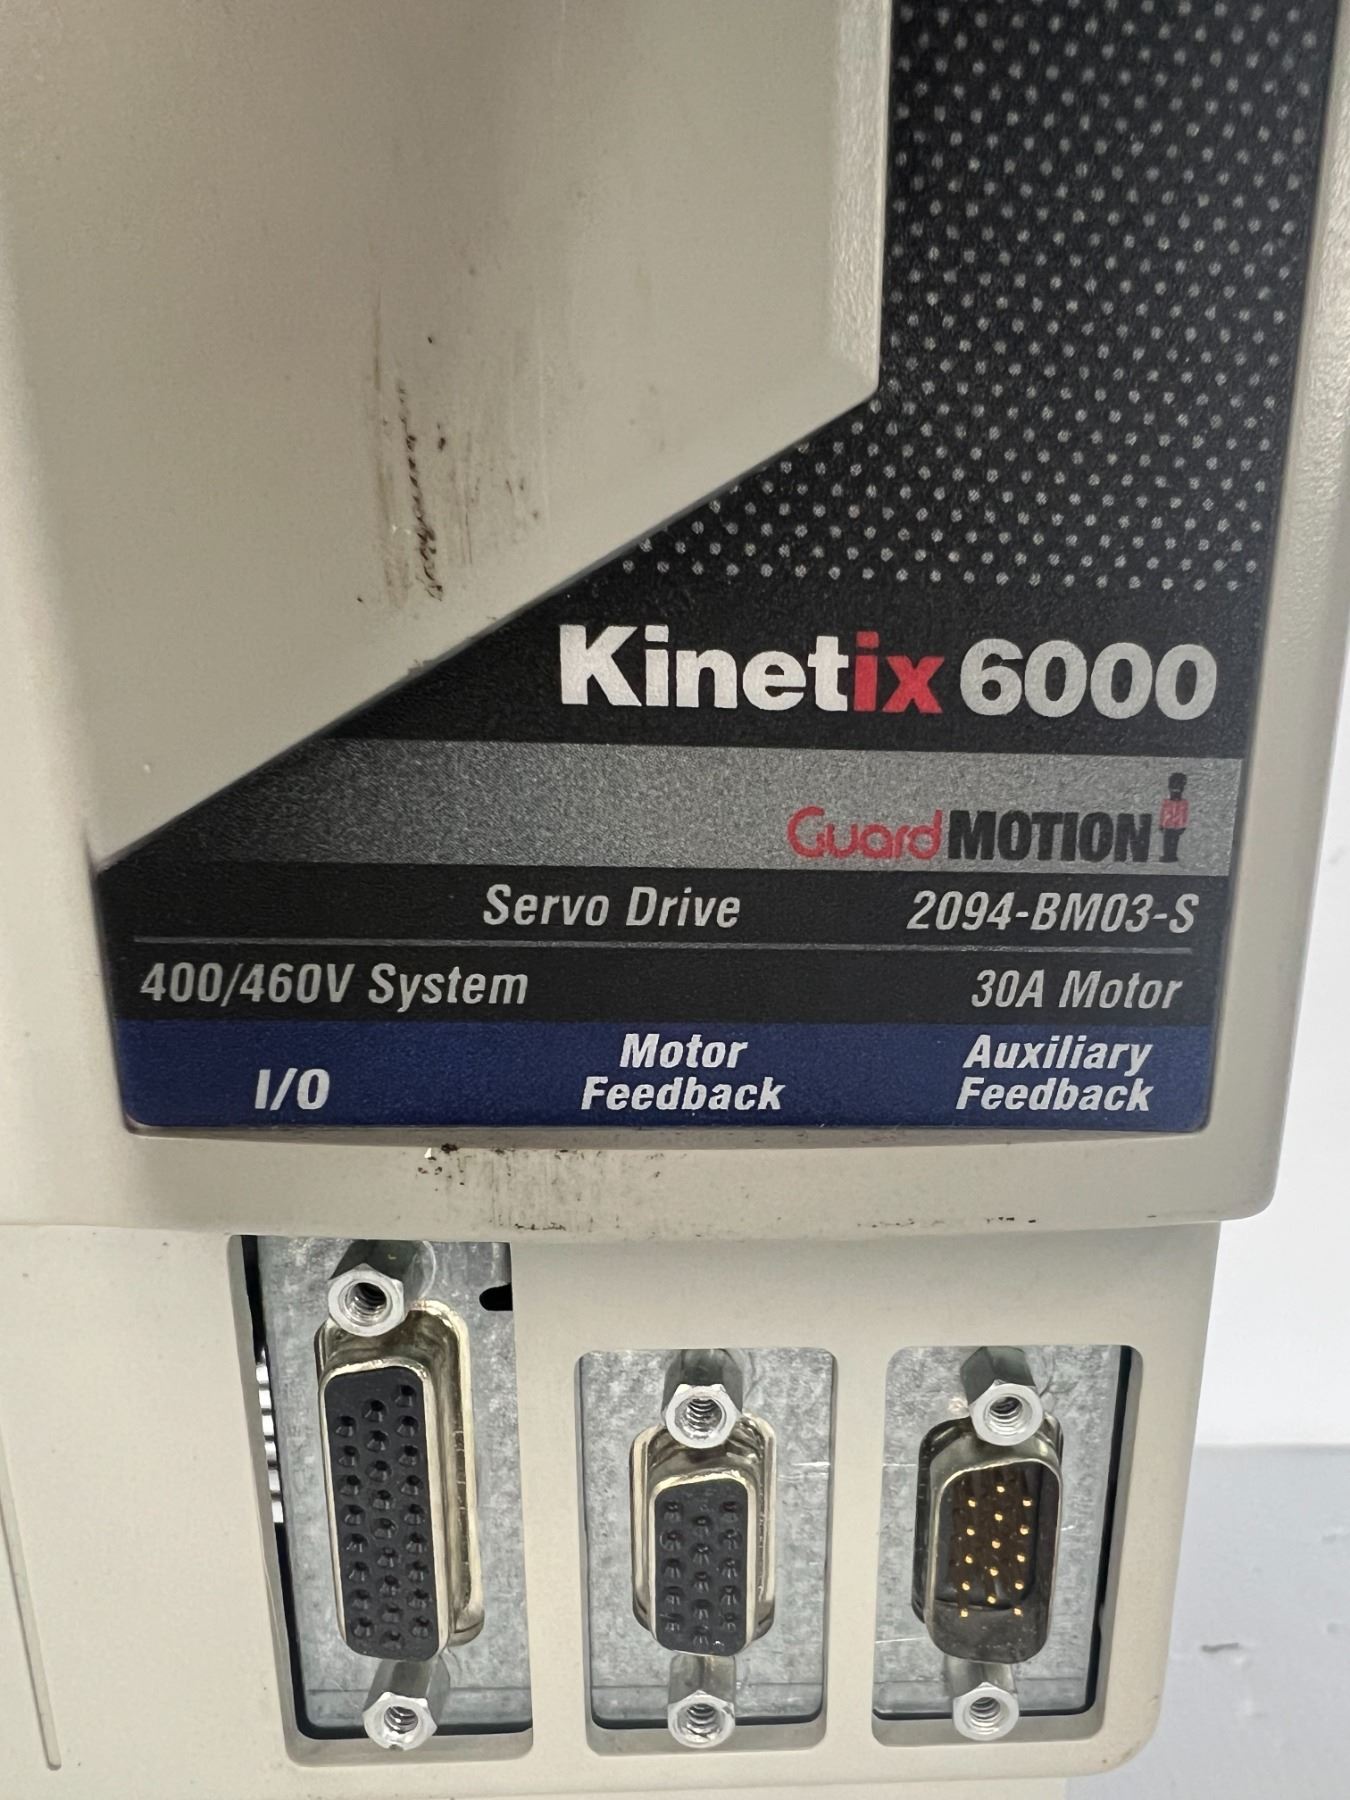 Kinetix 6000
GuardMOTION
Servo Drive 2094-BM03-S
400/460V System 30A Motor
I/O Motor Feedback Auxiliary Feedback